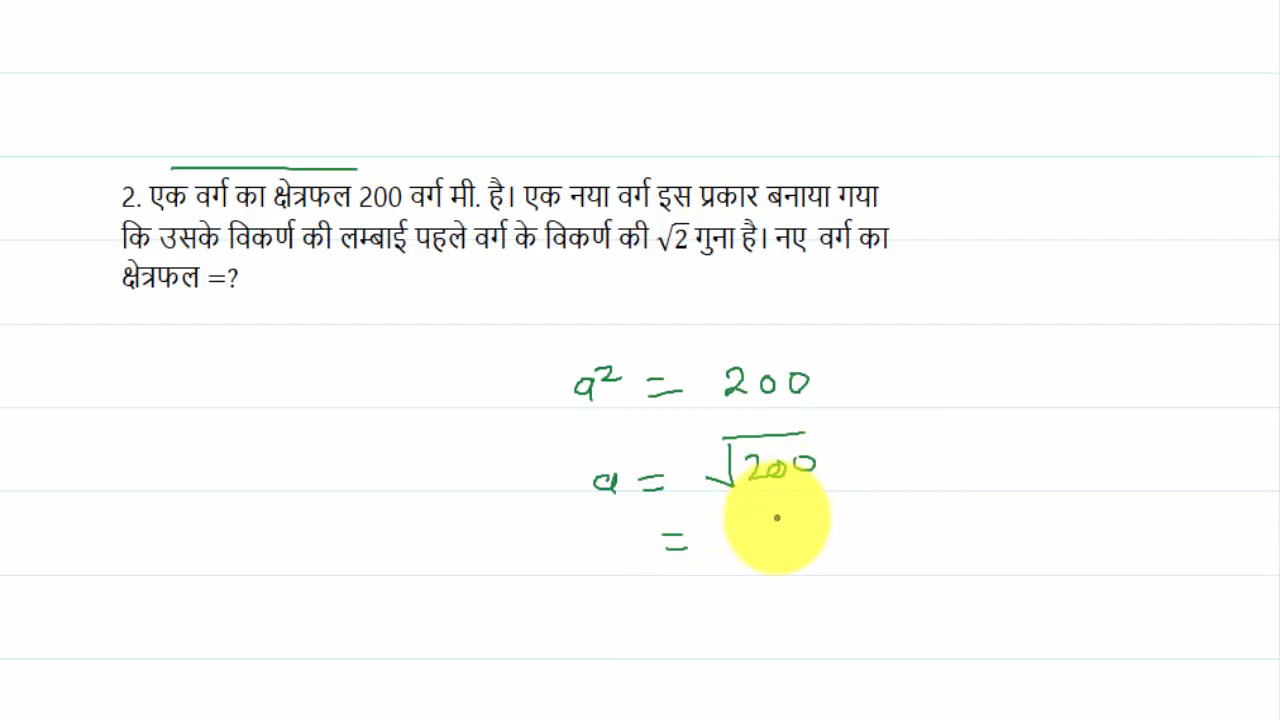 2. एक वर्ग का क्षेत्रफल 200 वर्ग मी. है। एक नया वर्ग इस प्रकार बनाया गया
कि उसके विकर्ण की लम्बाई पहले वर्ग के विकर्ण की √2 गुना है। नए वर्ग का
क्षेत्रफल =?
a² = 200
a = √200
=